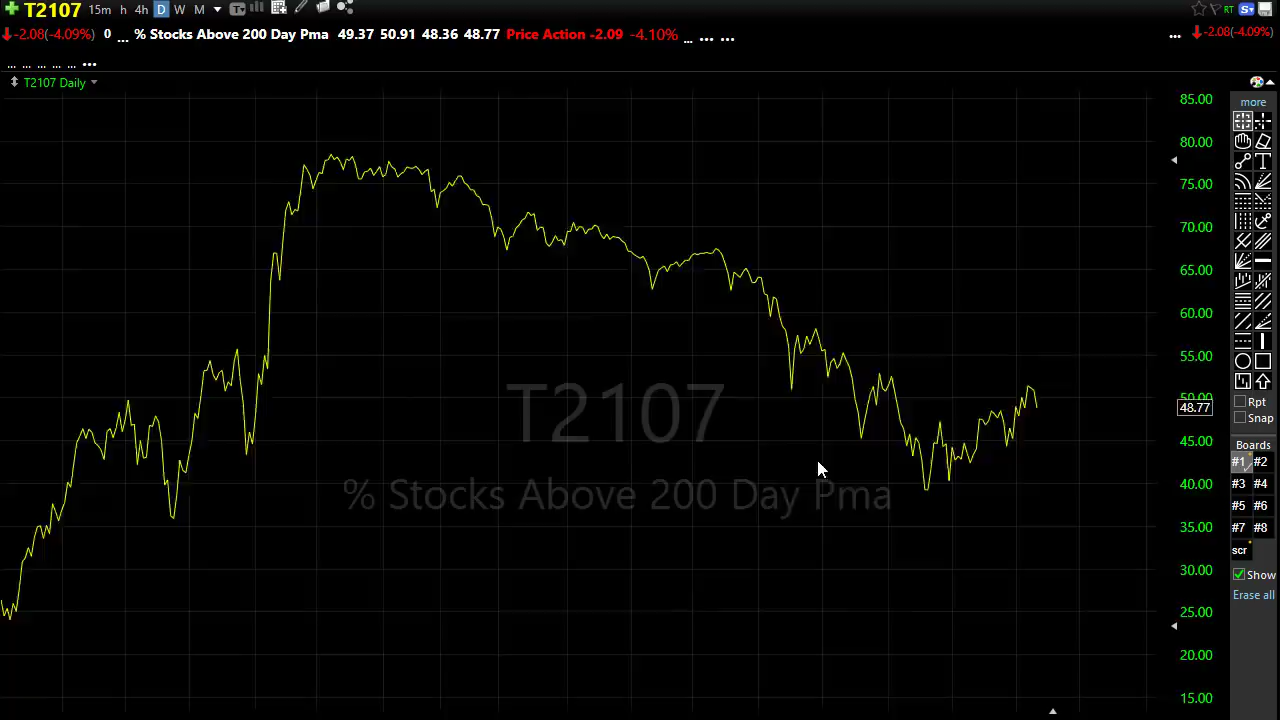 T2107 15m h 4h D W M T RT S
-2.08(-4.09%) 0 ... % Stocks Above 200 Day Pma 49.37 50.91 48.36 48.77 Price Action -2.09 -4.10% ... ... ... ... -2.08(-4.09%)
... ... ... ... ... ...
T2107 Daily
more
85.00
80.00
75.00
70.00
65.00
60.00
55.00
50.00
48.77
45.00
40.00
35.00
30.00
25.00
20.00
15.00
T2107
% Stocks Above 200 Day Pma
T
Rpt
Snap
Boards
#1 #2
#3 #4
#5 #6
#7 #8
scr
Show
Erase all